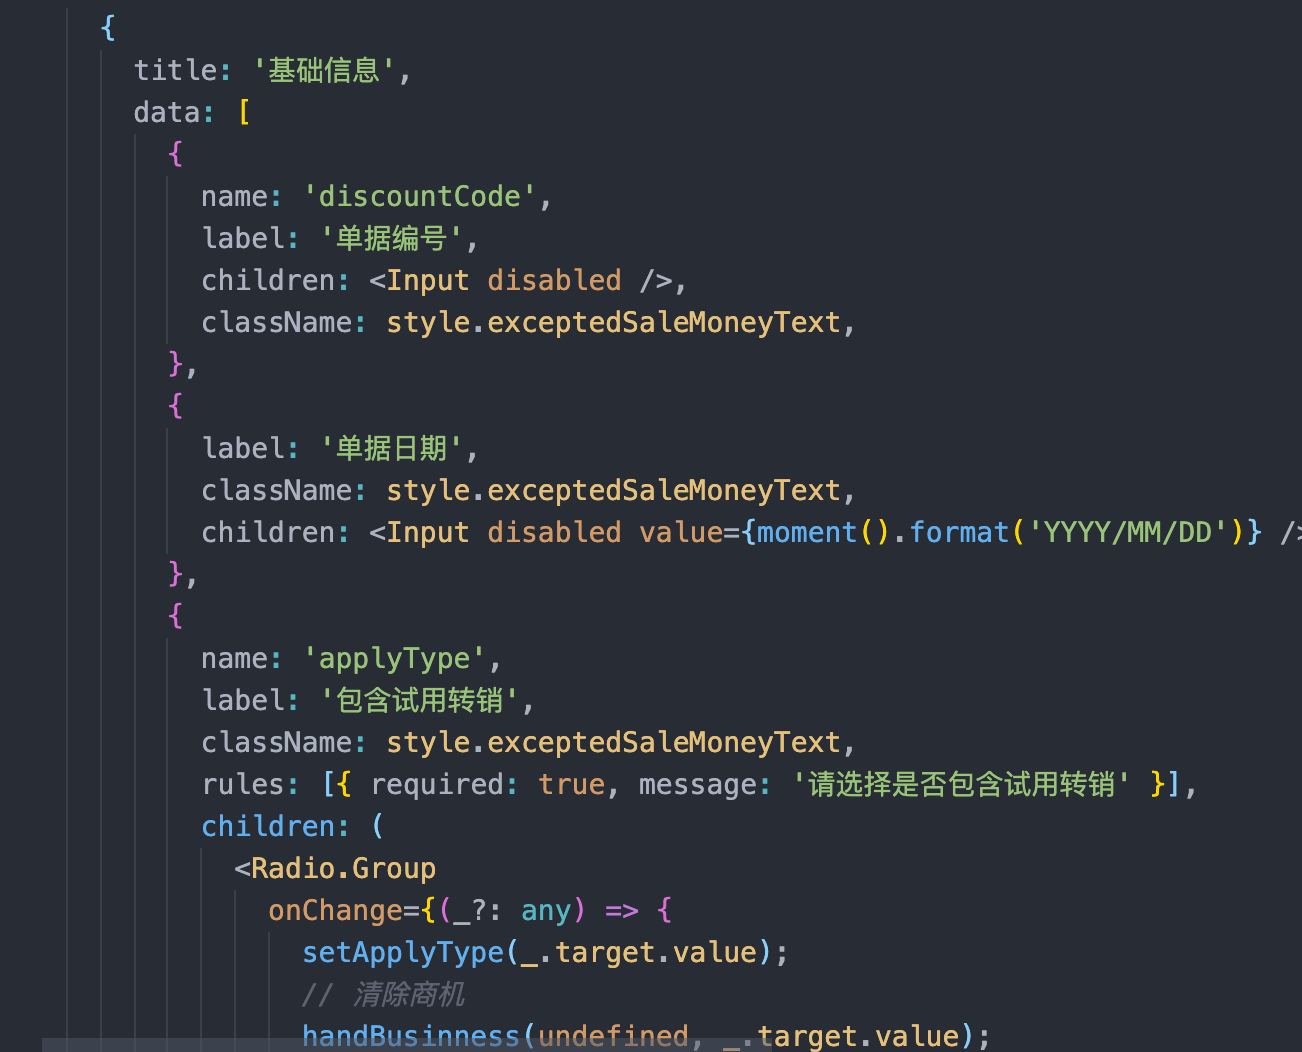 {
title: '基础信息',
data: [
{
name: 'discountCode',
label: '单据编号',
children: <Input disabled />,
className: style.exceptedSaleMoneyText,
},
{
label: '单据日期',
className: style.exceptedSaleMoneyText,
children: <Input disabled value={moment().format('YYYY/MM/DD')} />
},
{
name: 'applyType',
label: '包含试用转销',
className: style.exceptedSaleMoneyText,
rules: [{ required: true, message: '请选择是否包含试用转销' }],
children: (
<Radio.Group
onChange={(_?: any) => {
setApplyType(_.target.value);
// 清除商机
handBusinness(undefined, _.target.value);